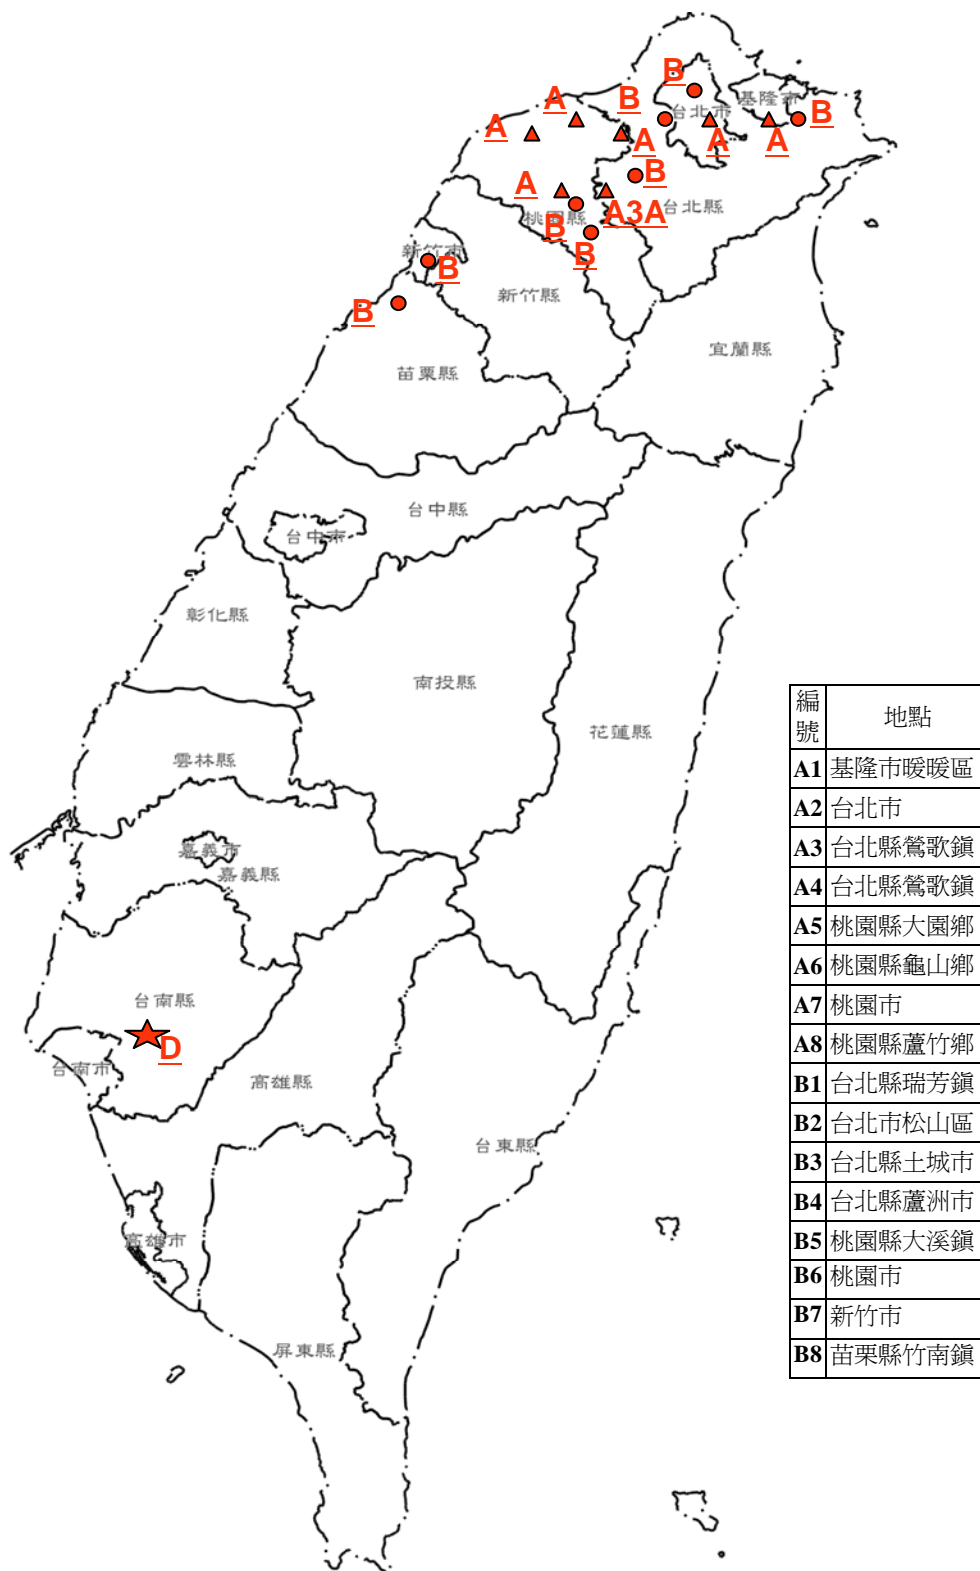 B
A
B
基隆市
台北市
B
A
A
A
A
A
B
台北縣
A3A
桃園縣
B
B
新竹市
B
新竹縣
B
宜蘭縣
苗栗縣
台中縣
台中市
彰化縣
南投縣
花蓮縣
雲林縣
嘉義市
嘉義縣
台南縣
D
台南市
高雄縣
台東縣
高雄市
屏東縣
編號 地點
A1 基隆市暖暖區
A2 台北市
A3 台北縣鶯歌鎮
A4 台北縣鶯歌鎮
A5 桃園縣大園鄉
A6 桃園縣龜山鄉
A7 桃園市
A8 桃園縣蘆竹鄉
B1 台北縣瑞芳鎮
B2 台北市松山區
B3 台北縣土城市
B4 台北縣蘆洲市
B5 桃園縣大溪鎮
B6 桃園市
B7 新竹市
B8 苗栗縣竹南鎮